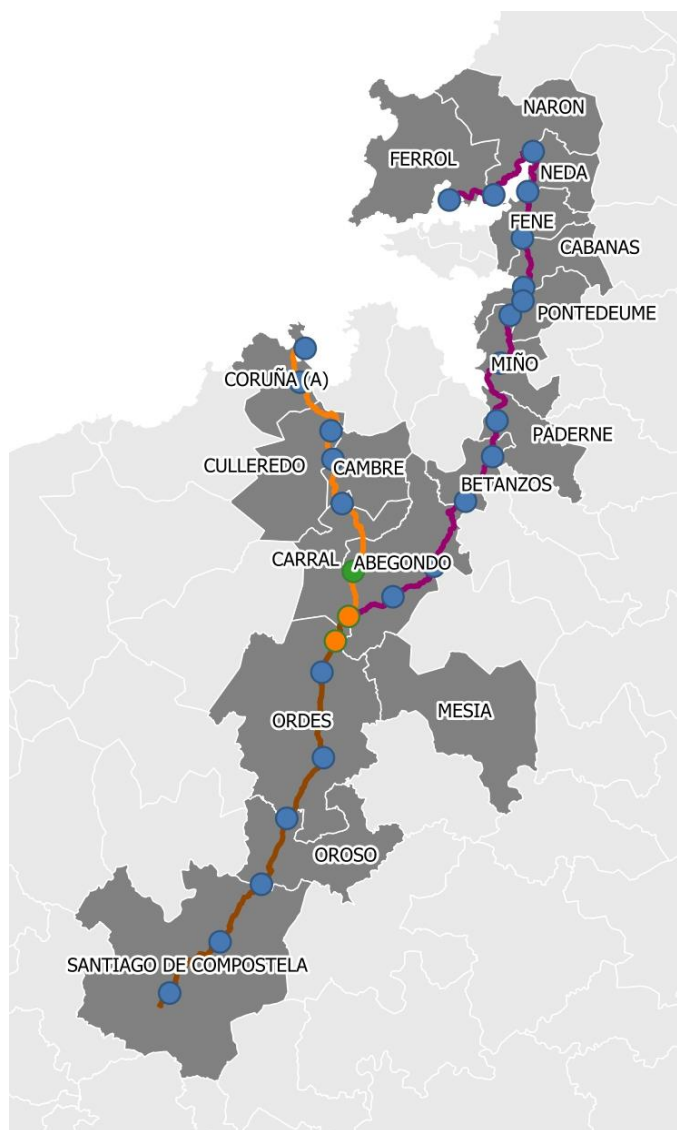 NARON
FERROL
NEDA
FENE
CABANAS
PONTEDEUME
MIÑO
CORUÑA (A)
PADERNE
CULLEREDO
CAMBRE
BETANZOS
CARRAL
ABEGONDO
MESIA
ORDES
OROSO
SANTIAGO DE COMPOSTELA